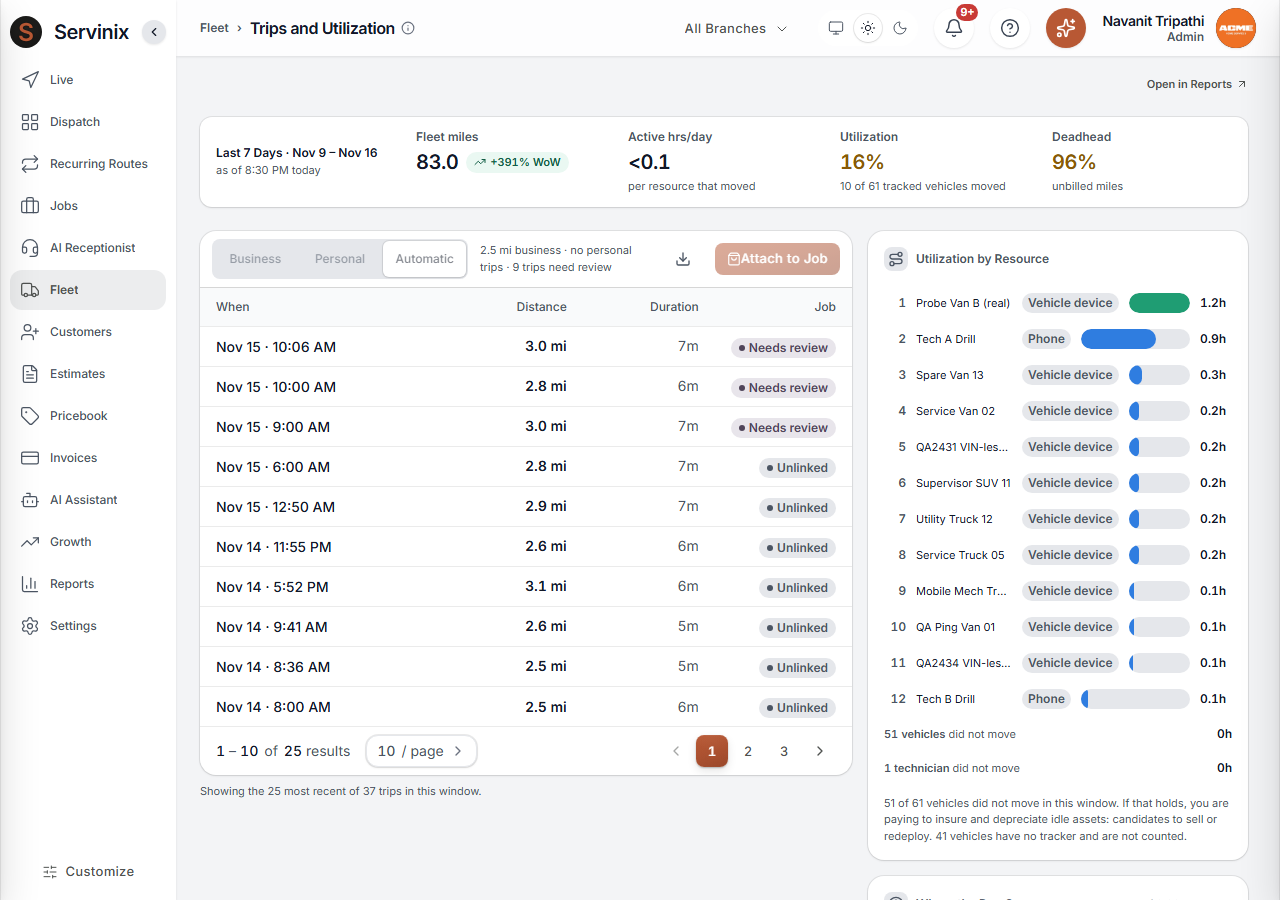 S Servinix
Live
Dispatch
Recurring Routes
Jobs
AI Receptionist
Fleet
Customers
Estimates
Pricebook
Invoices
AI Assistant
Growth
Reports
Settings
Customize
Fleet › Trips and Utilization
All Branches
9+
Navanit Tripathi
Admin
ACME
Open in Reports
Last 7 Days · Nov 9 – Nov 16
as of 8:30 PM today
Fleet miles
83.0 +391% WoW
Active hrs/day
<0.1
per resource that moved
Utilization
16%
10 of 61 tracked vehicles moved
Deadhead
96%
unbilled miles
Business Personal Automatic
2.5 mi business · no personal
trips · 9 trips need review
Attach to Job
When Distance Duration Job
Nov 15 · 10:06 AM 3.0 mi 7m Needs review
Nov 15 · 10:00 AM 2.8 mi 6m Needs review
Nov 15 · 9:00 AM 3.0 mi 7m Needs review
Nov 15 · 6:00 AM 2.8 mi 7m Unlinked
Nov 15 · 12:50 AM 2.9 mi 7m Unlinked
Nov 14 · 11:55 PM 2.6 mi 6m Unlinked
Nov 14 · 5:52 PM 3.1 mi 6m Unlinked
Nov 14 · 9:41 AM 2.6 mi 5m Unlinked
Nov 14 · 8:36 AM 2.5 mi 5m Unlinked
Nov 14 · 8:00 AM 2.5 mi 6m Unlinked
1 – 10 of 25 results 10 / page 1 2 3
Showing the 25 most recent of 37 trips in this window.
Utilization by Resource
1 Probe Van B (real) Vehicle device 1.2h
2 Tech A Drill Phone 0.9h
3 Spare Van 13 Vehicle device 0.3h
4 Service Van 02 Vehicle device 0.2h
5 QA2431 VIN-les... Vehicle device 0.2h
6 Supervisor SUV 11 Vehicle device 0.2h
7 Utility Truck 12 Vehicle device 0.2h
8 Service Truck 05 Vehicle device 0.2h
9 Mobile Mech Tr... Vehicle device 0.1h
10 QA Ping Van 01 Vehicle device 0.1h
11 QA2434 VIN-les... Vehicle device 0.1h
12 Tech B Drill Phone 0.1h
51 vehicles did not move 0h
1 technician did not move 0h
51 of 61 vehicles did not move in this window. If that holds, you are
paying to insure and depreciate idle assets: candidates to sell or
redeploy. 41 vehicles have no tracker and are not counted.